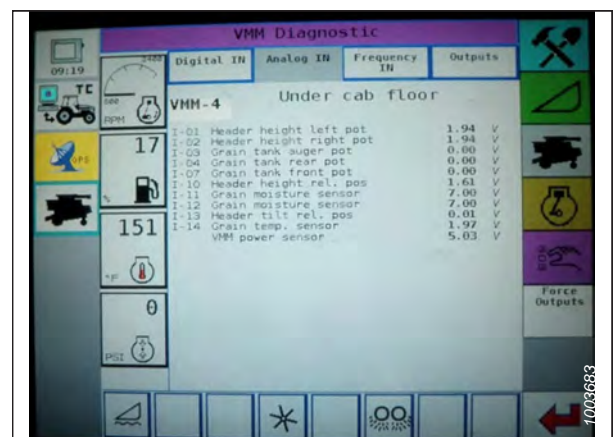 VMM Diagnostic
09:19
TC
4.0
GPS
2400
RPM
17
%
151
°F
0
PSI
Digital IN
Analog IN
Frequency IN
Outputs
VMM-4 Under cab floor
I-01 Header height left pot 1.94 V
I-02 Header height right pot 1.94 V
I-03 Grain tank auger pot 0.00 V
I-04 Grain tank rear pot 0.00 V
I-07 Grain tank front pot 0.00 V
I-10 Header height rel. pos 1.61 V
I-11 Grain moisture sensor 7.00 V
I-12 Grain moisture sensor 7.00 V
I-13 Header tilt rel. pos 0.01 V
I-14 Grain temp. sensor 1.97 V
VMM power sensor 5.03 V
Force
Outputs
1003683